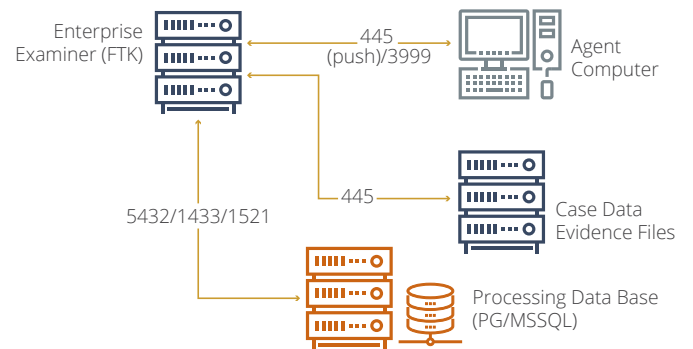 Enterprise
Examiner (FTK)
445
(push)/3999
Agent
Computer
445
Case Data
Evidence Files
5432/1433/1521
Processing Data Base
(PG/MSSQL)